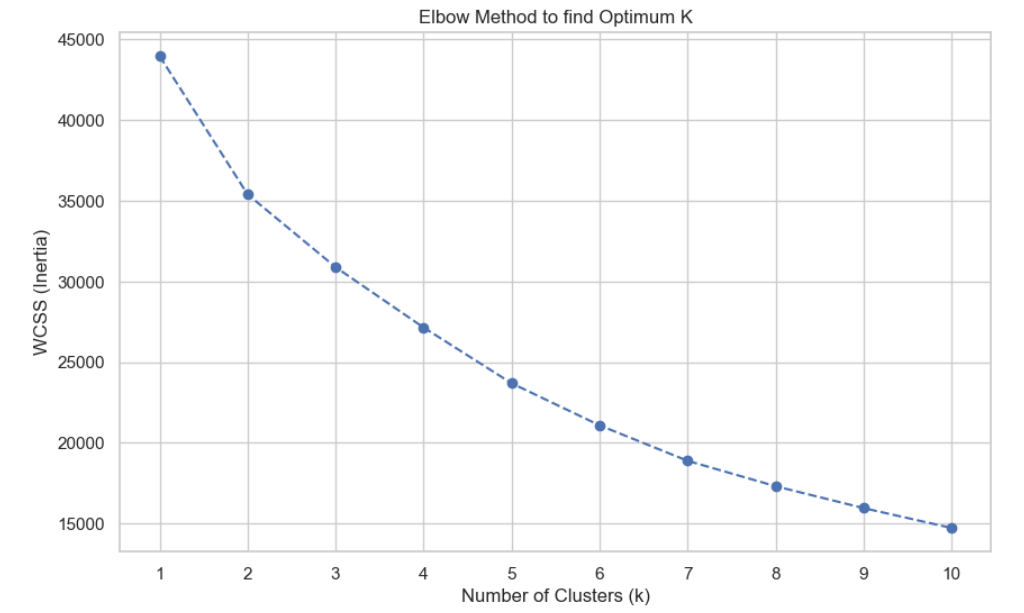 Elbow Method to find Optimum K
45000
40000
35000
30000
25000
20000
15000
WCSS (Inertia)
1 2 3 4 5 6 7 8 9 10
Number of Clusters (k)